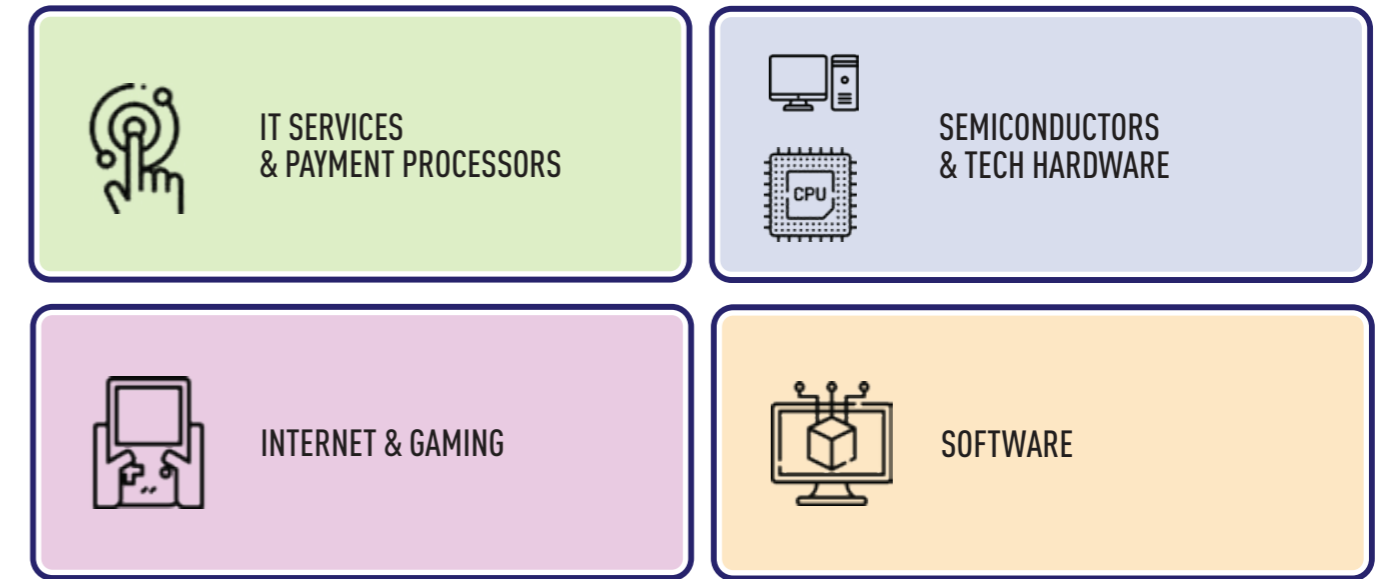 IT SERVICES
& PAYMENT PROCESSORS
SEMICONDUCTORS
& TECH HARDWARE
CPU
INTERNET & GAMING
SOFTWARE